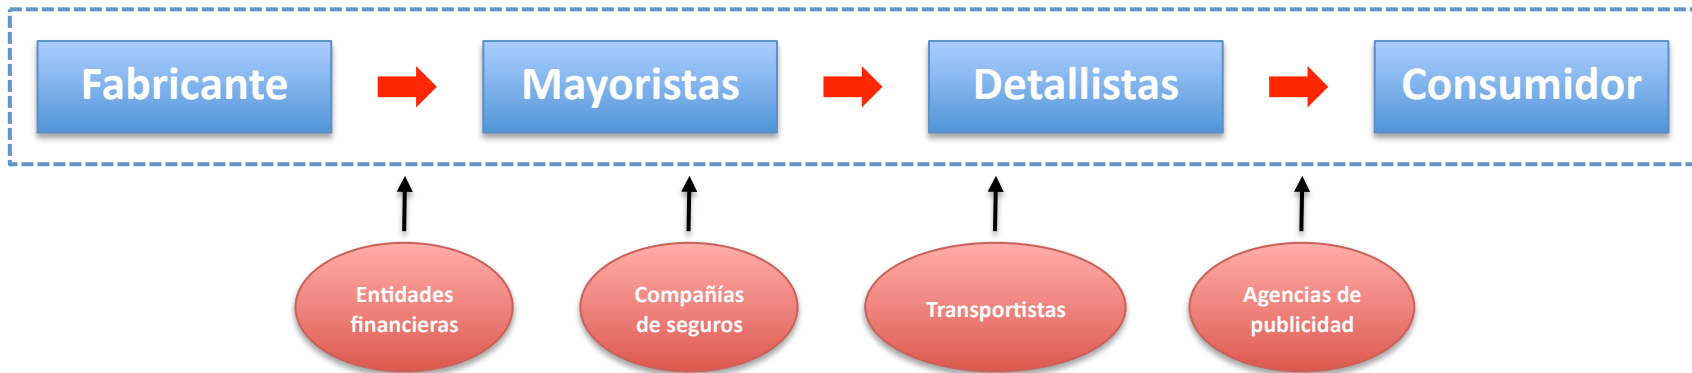 Fabricante
Mayoristas
Detallistas
Consumidor
Entidades
financieras
Compañías
de seguros
Transportistas
Agencias de
publicidad